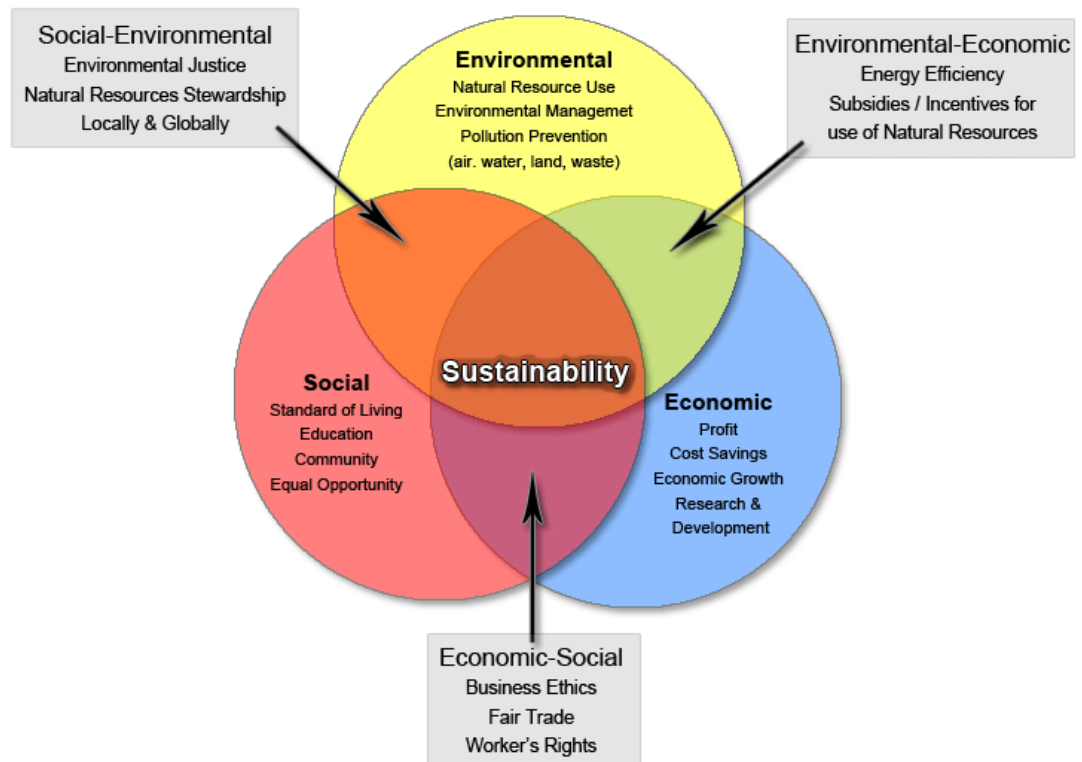 Social-Environmental
Environmental Justice
Natural Resources Stewardship
Locally & Globally
Environmental
Natural Resource Use
Environmental Managemet
Pollution Prevention
(air. water, land, waste)
Environmental-Economic
Energy Efficiency
Subsidies / Incentives for
use of Natural Resources
Sustainability
Social
Standard of Living
Education
Community
Equal Opportunity
Economic
Profit
Cost Savings
Economic Growth
Research &
Development
Economic-Social
Business Ethics
Fair Trade
Worker's Rights